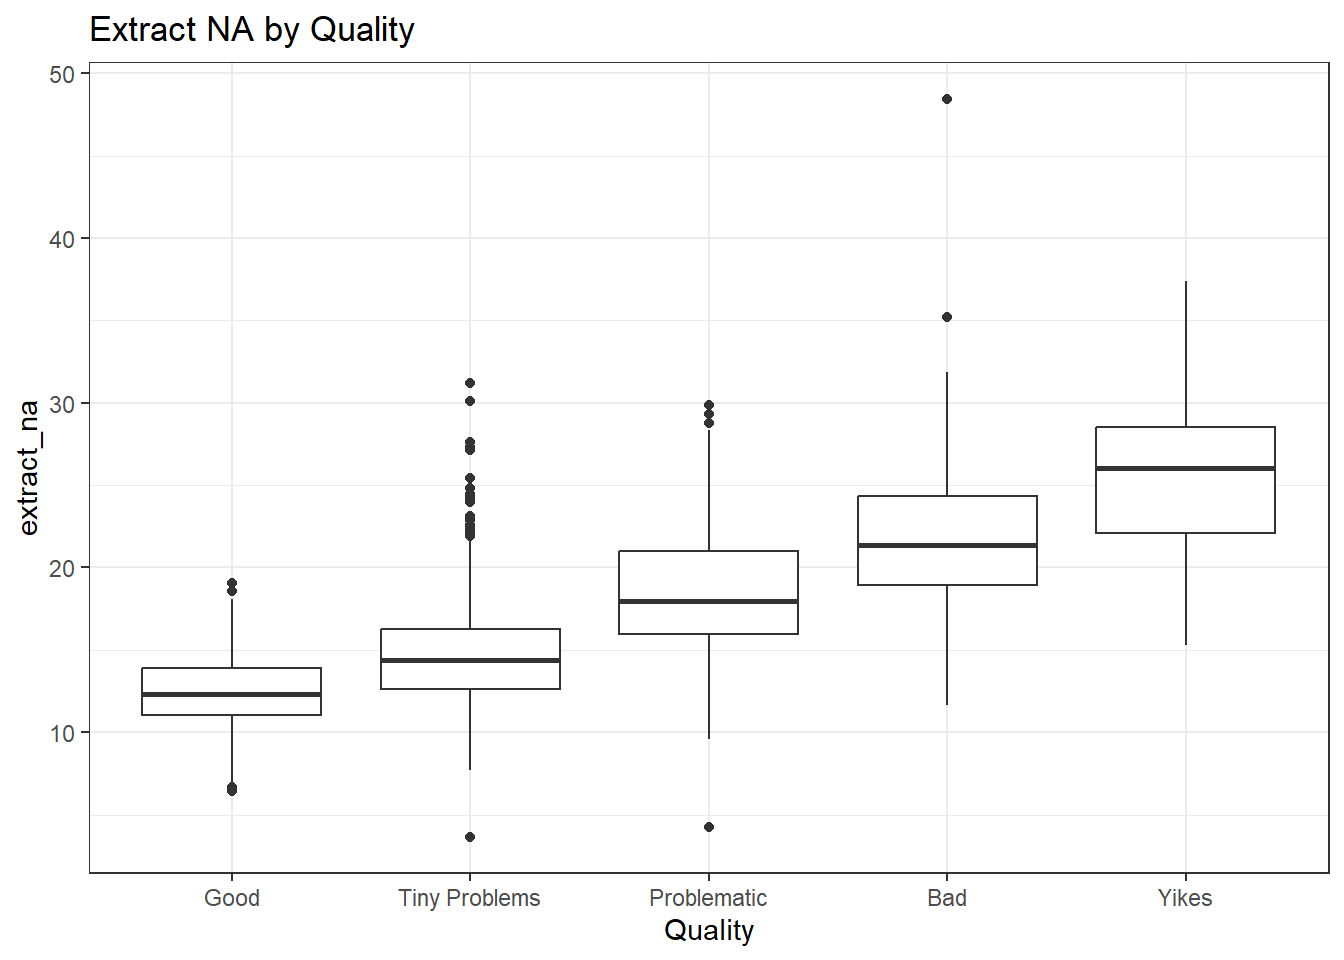 Extract NA by Quality
50
40
30
20
10
extract_na
Good
Tiny Problems
Problematic
Bad
Yikes
Quality